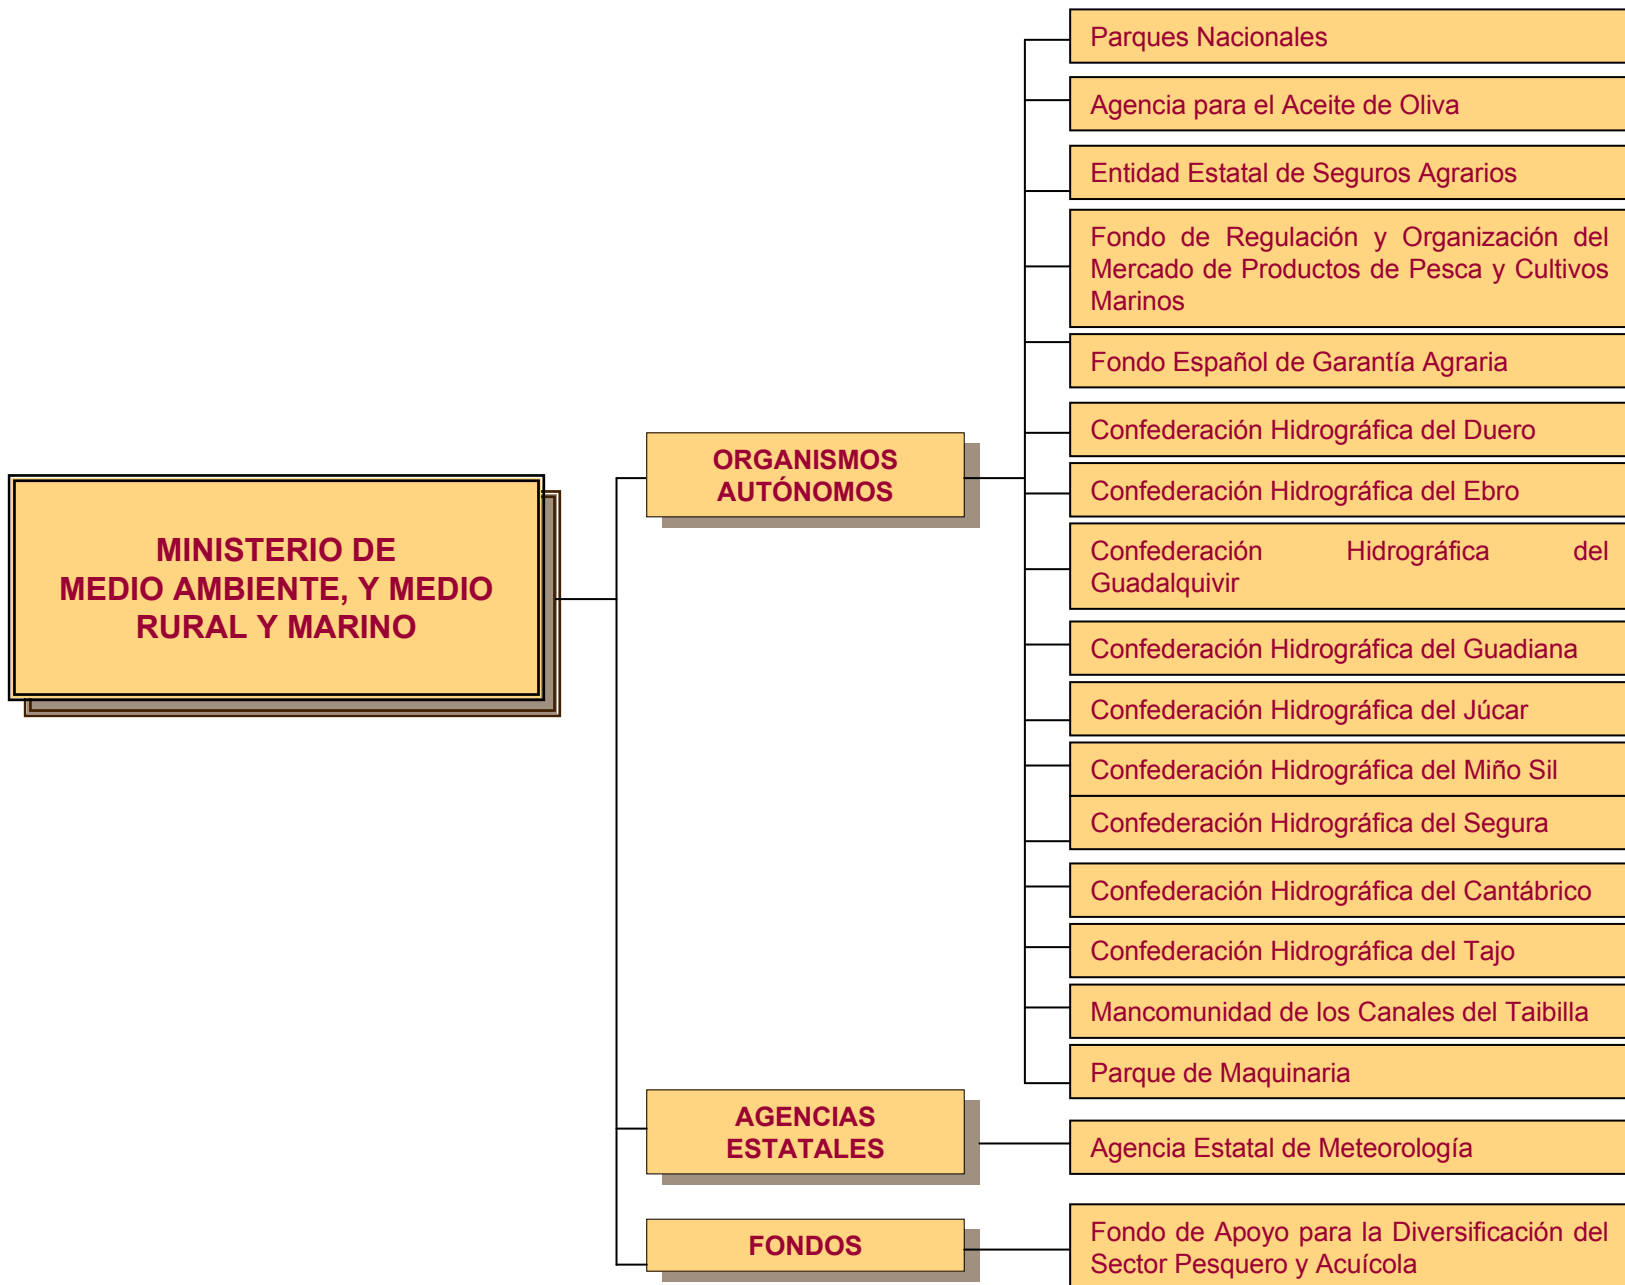 Parques Nacionales
Agencia para el Aceite de Oliva
Entidad Estatal de Seguros Agrarios
Fondo de Regulación y Organización del
Mercado de Productos de Pesca y Cultivos
Marinos
Fondo Español de Garantía Agraria
ORGANISMOS
AUTÓNOMOS
Confederación Hidrográfica del Duero
Confederación Hidrográfica del Ebro
MINISTERIO DE
MEDIO AMBIENTE, Y MEDIO
RURAL Y MARINO
Confederación Hidrográfica del
Guadalquivir
Confederación Hidrográfica del Guadiana
Confederación Hidrográfica del Júcar
Confederación Hidrográfica del Miño Sil
Confederación Hidrográfica del Segura
Confederación Hidrográfica del Cantábrico
Confederación Hidrográfica del Tajo
Mancomunidad de los Canales del Taibilla
Parque de Maquinaria
AGENCIAS
ESTATALES
Agencia Estatal de Meteorología
FONDOS
Fondo de Apoyo para la Diversificación del
Sector Pesquero y Acuícola